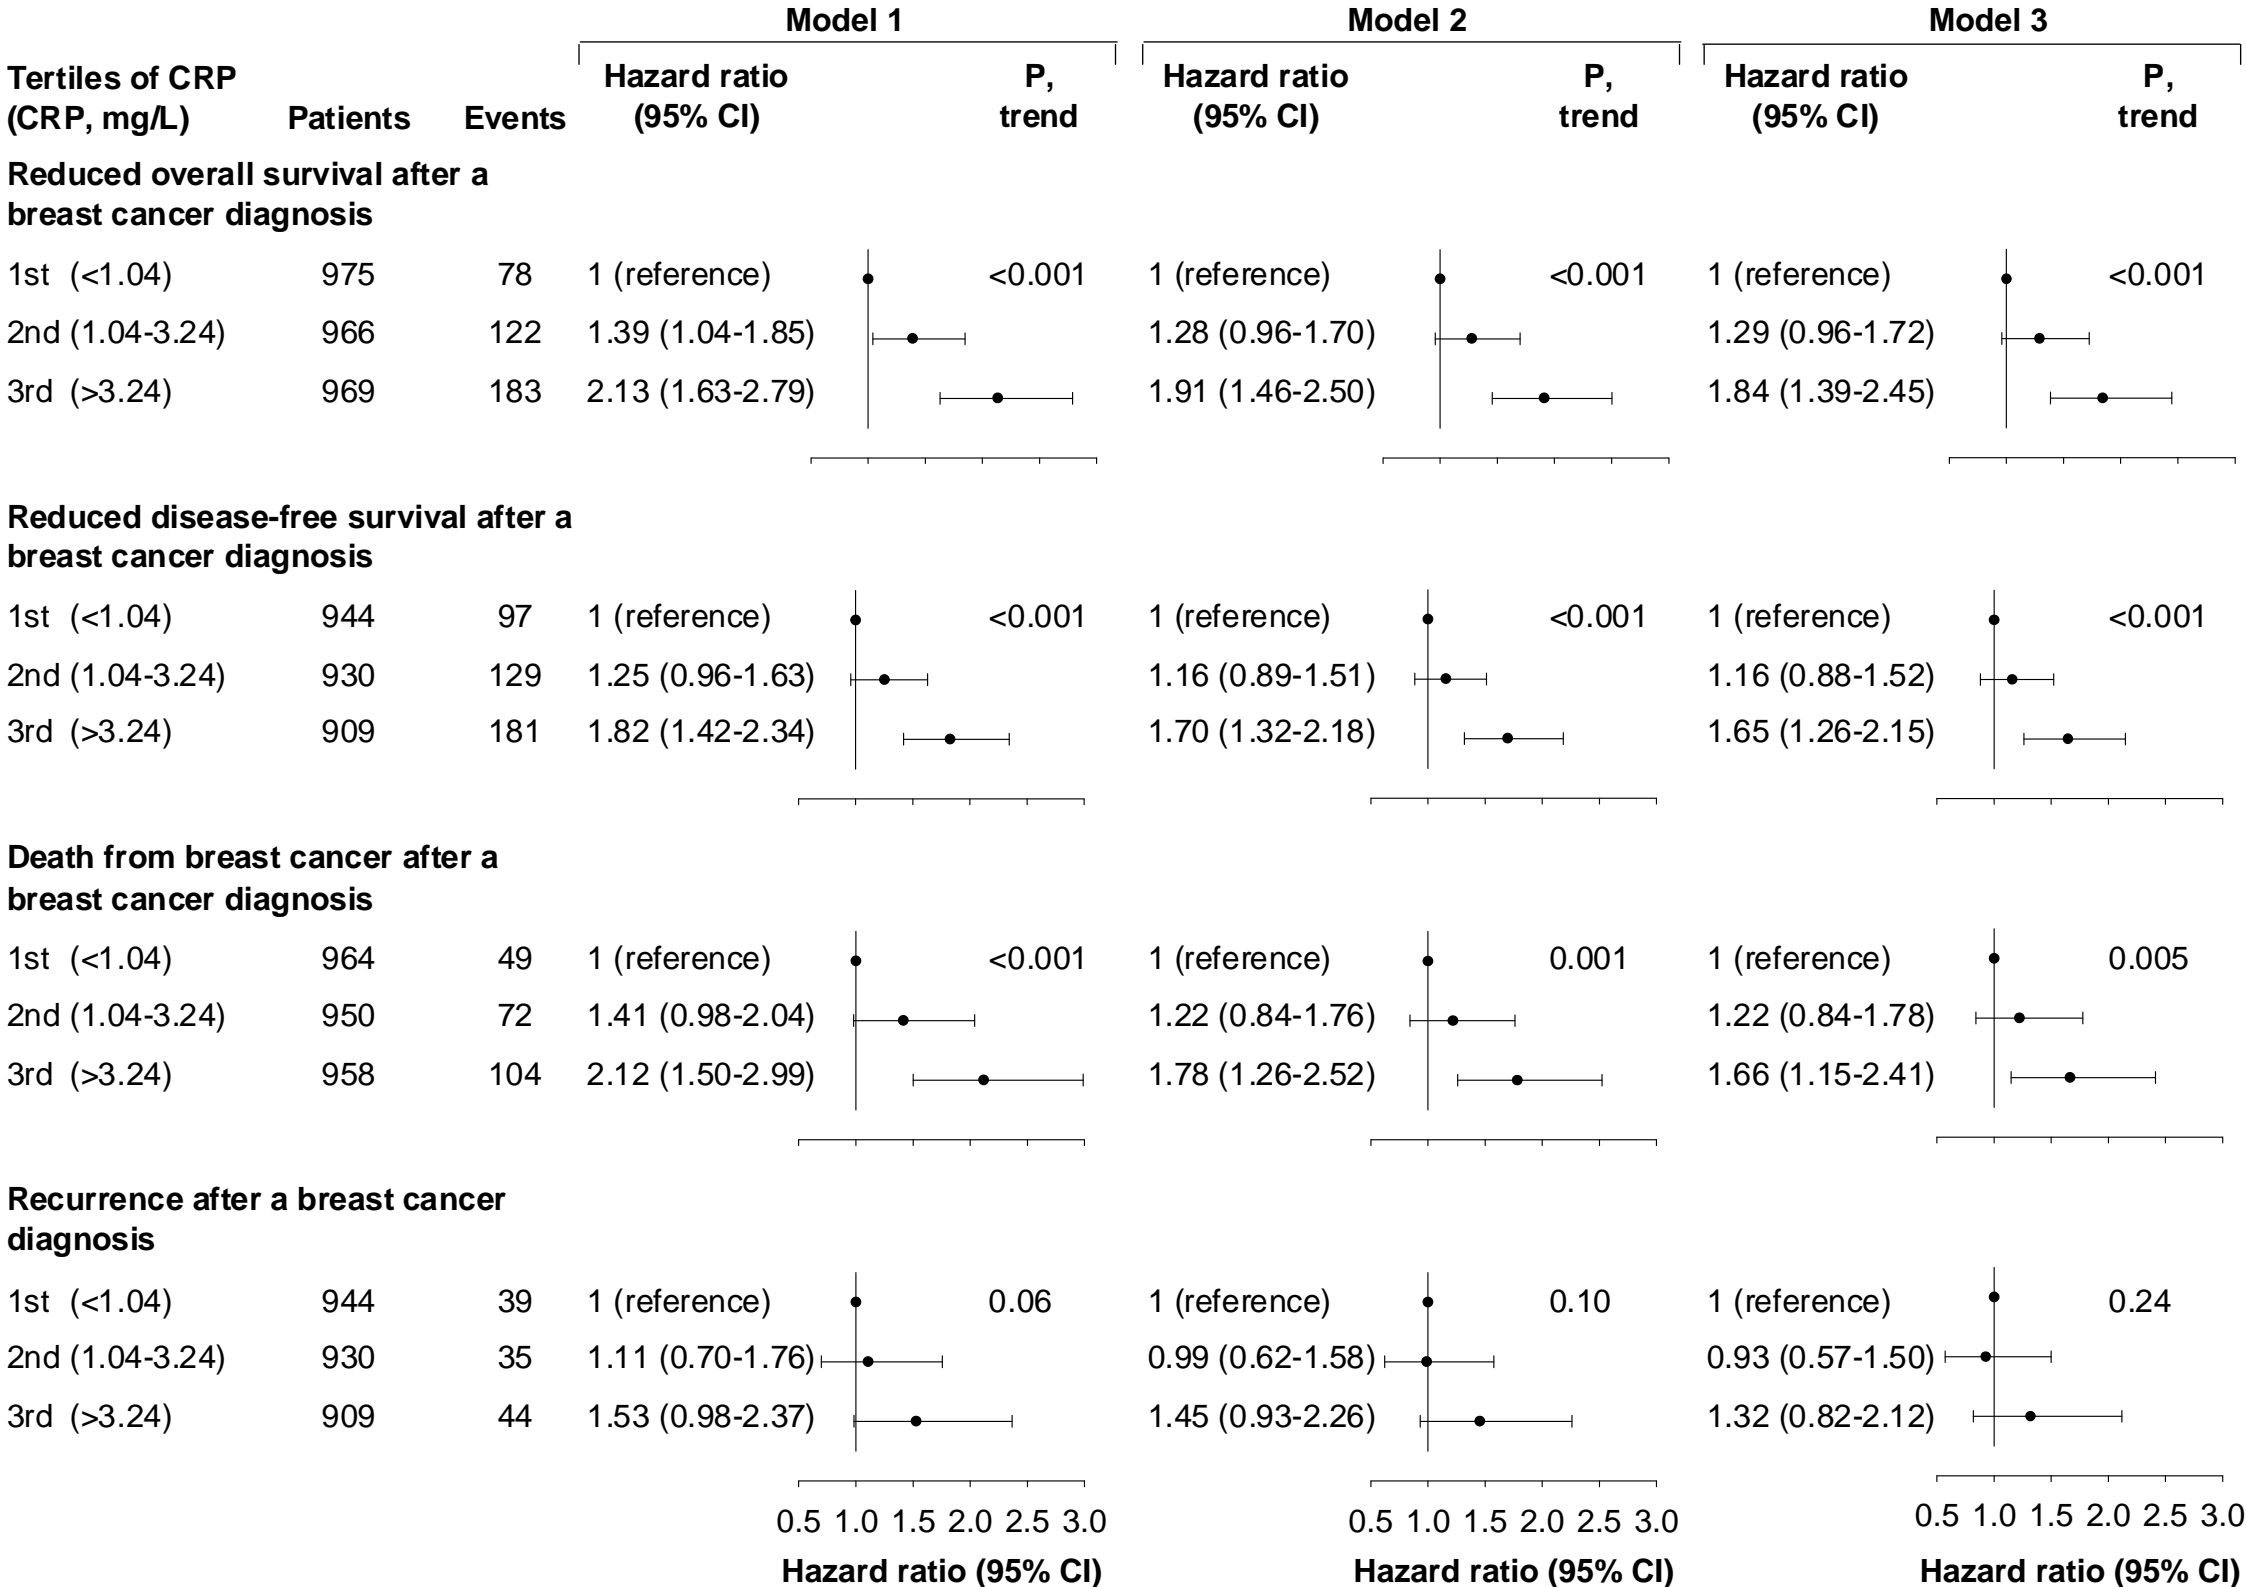 Model 1 Model 2 Model 3
Tertiles of CRP Hazard ratio P, Hazard ratio P, Hazard ratio P,
(CRP, mg/L) Patients Events (95% CI) trend (95% CI) trend (95% CI) trend
Reduced overall survival after a
breast cancer diagnosis
1st (<1.04) 975 78 1 (reference) <0.001 1 (reference) <0.001 1 (reference) <0.001
2nd (1.04-3.24) 966 122 1.39 (1.04-1.85) 1.28 (0.96-1.70) 1.29 (0.96-1.72)
3rd (>3.24) 969 183 2.13 (1.63-2.79) 1.91 (1.46-2.50) 1.84 (1.39-2.45)
Reduced disease-free survival after a
breast cancer diagnosis
1st (<1.04) 944 97 1 (reference) <0.001 1 (reference) <0.001 1 (reference) <0.001
2nd (1.04-3.24) 930 129 1.25 (0.96-1.63) 1.16 (0.89-1.51) 1.16 (0.88-1.52)
3rd (>3.24) 909 181 1.82 (1.42-2.34) 1.70 (1.32-2.18) 1.65 (1.26-2.15)
Death from breast cancer after a
breast cancer diagnosis
1st (<1.04) 964 49 1 (reference) <0.001 1 (reference) 0.001 1 (reference) 0.005
2nd (1.04-3.24) 950 72 1.41 (0.98-2.04) 1.22 (0.84-1.76) 1.22 (0.84-1.78)
3rd (>3.24) 958 104 2.12 (1.50-2.99) 1.78 (1.26-2.52) 1.66 (1.15-2.41)
Recurrence after a breast cancer
diagnosis
1st (<1.04) 944 39 1 (reference) 0.06 1 (reference) 0.10 1 (reference) 0.24
2nd (1.04-3.24) 930 35 1.11 (0.70-1.76) 0.99 (0.62-1.58) 0.93 (0.57-1.50)
3rd (>3.24) 909 44 1.53 (0.98-2.37) 1.45 (0.93-2.26) 1.32 (0.82-2.12)
0.5 1.0 1.5 2.0 2.5 3.0 0.5 1.0 1.5 2.0 2.5 3.0 0.5 1.0 1.5 2.0 2.5 3.0
Hazard ratio (95% CI) Hazard ratio (95% CI) Hazard ratio (95% CI)